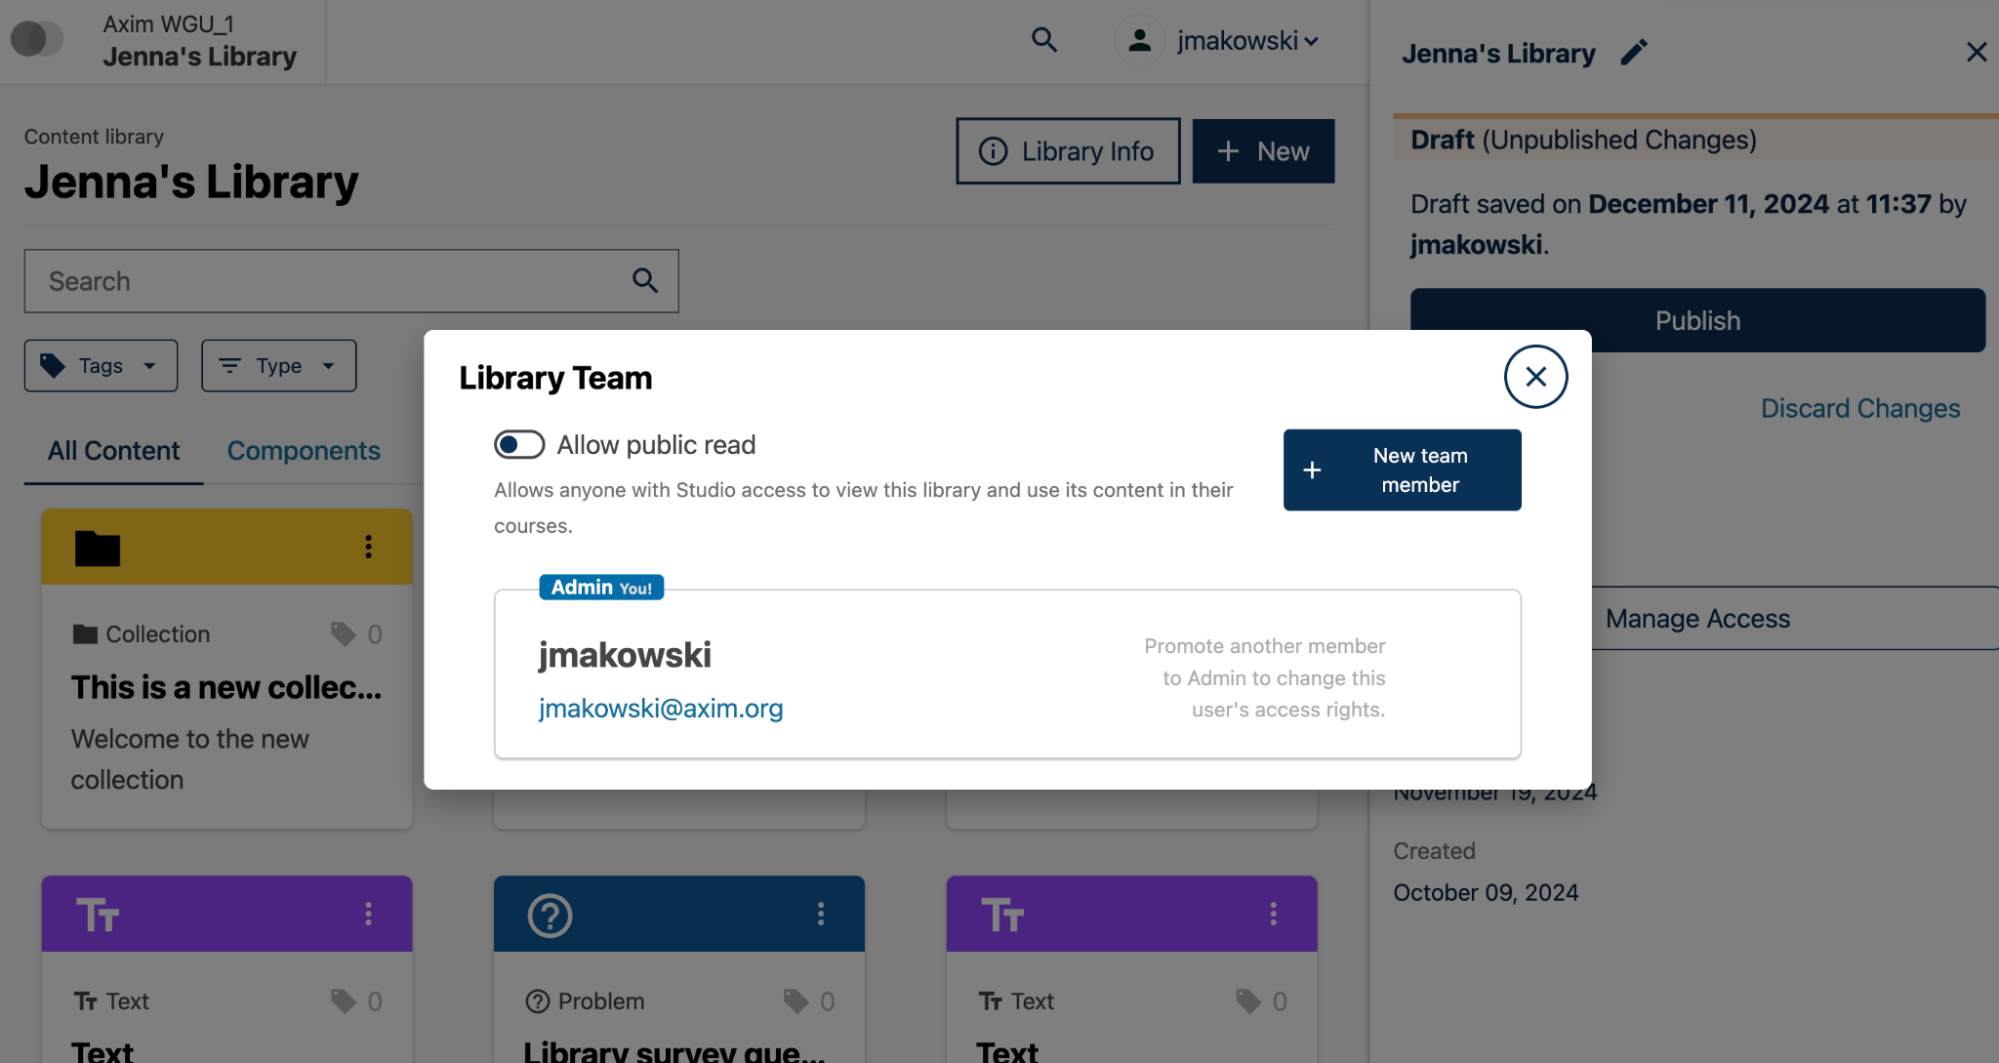 Axim WGU_1
Jenna's Library
jmakowski
Jenna's Library
Content library
Jenna's Library
Library Info
+ New
Draft (Unpublished Changes)
Draft saved on December 11, 2024 at 11:37 by
jmakowski.
Publish
Discard Changes
Search
Tags
Type
All Content
Components
Library Team
Allow public read
Allows anyone with Studio access to view this library and use its content in their
courses.
+ New team
member
Admin You!
jmakowski
jmakowski@axim.org
Promote another member
to Admin to change this
user's access rights.
Manage Access
November 19, 2024
Created
October 09, 2024
Collection
0
This is a new collec...
Welcome to the new
collection
Tт
Tт
Tт Text
0
Problem
0
Tт Text
0
Text
Library survey que...
Text